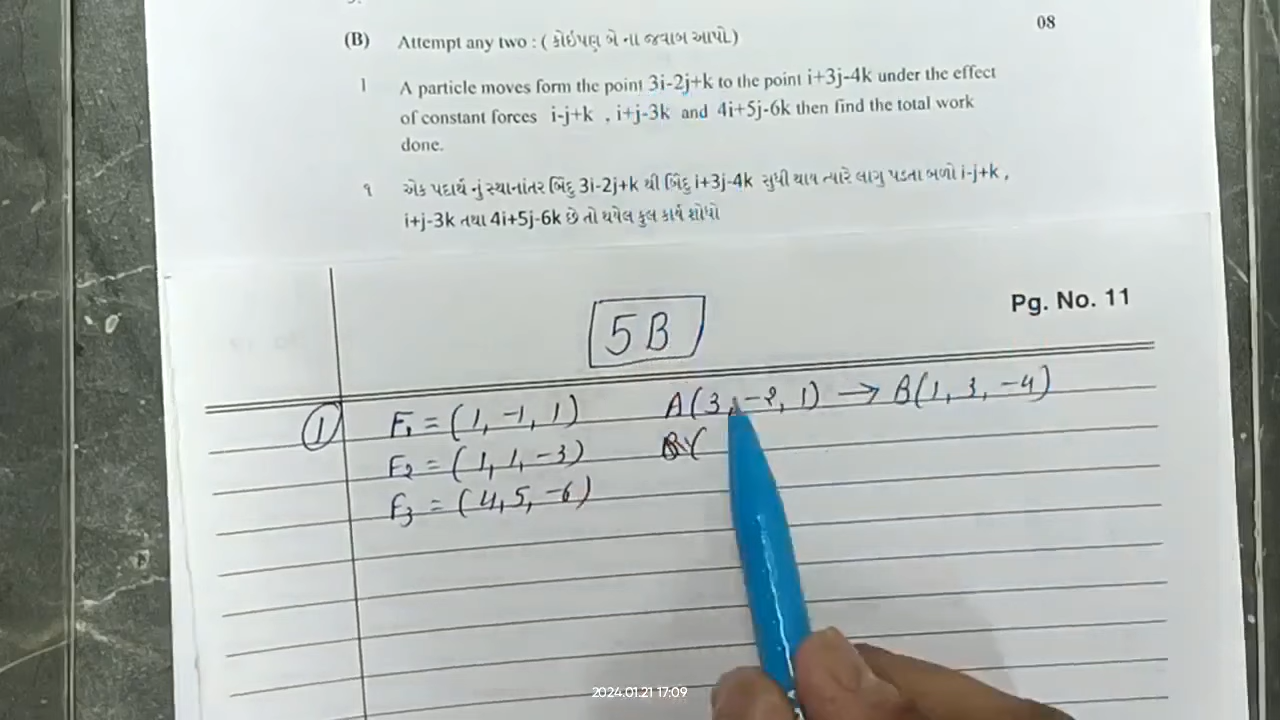 08
(B) Attempt any two : ( કોઇપણ બે ના જવાબ આપો )
1 A particle moves form the point 3i-2j+k to the point i+3j-4k under the effect
of constant forces i-j+k , i+j-3k and 4i+5j-6k then find the total work
done.
૧ એક પદાર્થ નું સ્થાનાંતર બિંદુ 3i-2j+k થી બિંદુ i+3j-4k સુધી થાય ત્યારે લાગુ પડતા બળો i-j+k ,
i+j-3k તથા 4i+5j-6k છે તો થયેલ કુલ કાર્ય શોધો
5B
Pg. No. 11
1 F₁ = (1, -1, 1) A(3, -2, 1) → B(1, 3, -4)
F₂ = (1, 1, -3)
F₃ = (4, 5, -6)
2024.01.21 17:09